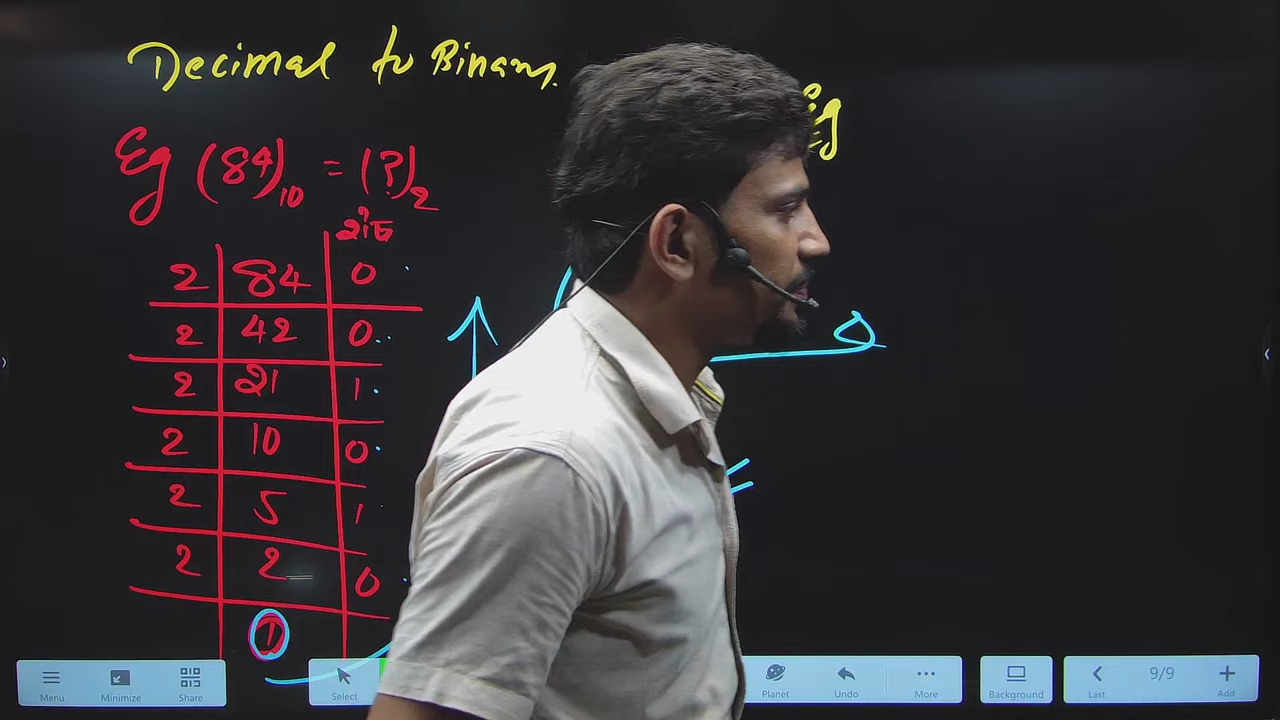 Decimal to Binary.
Eg
Eg (84)10 = (?)2
2 84 0
2 42 0
2 21 1
2 10 0
2 5 1
2 2 0
1
Menu
Minimize
Share
Select
Planet
Undo
More
Background
Last
9/9
Add